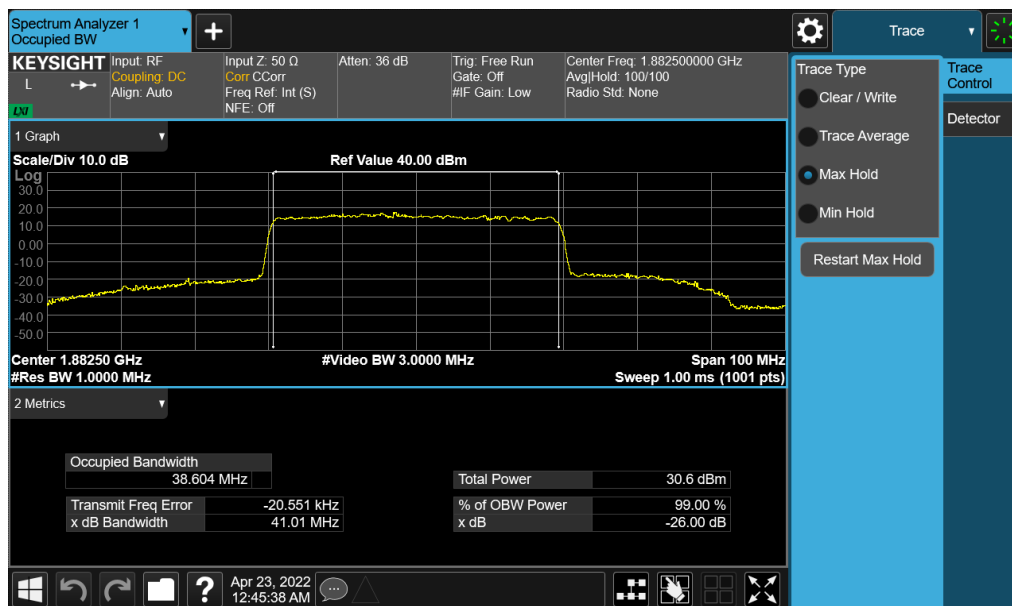 Spectrum Analyzer 1
Occupied BW
+
Trace
KEYSIGHT
L
LXI
Input: RF
Coupling: DC
Align: Auto
Input Z: 50 Ω
Corr CCorr
Freq Ref: Int (S)
NFE: Off
Atten: 36 dB
Trig: Free Run
Gate: Off
#IF Gain: Low
Center Freq: 1.882500000 GHz
Avg|Hold: 100/100
Radio Std: None
Trace Type
Clear / Write
Trace Average
Max Hold
Min Hold
Restart Max Hold
Trace
Control
Detector
1 Graph
Scale/Div 10.0 dB
Ref Value 40.00 dBm
Log
30.0
20.0
10.0
0.00
-10.0
-20.0
-30.0
-40.0
-50.0
Center 1.88250 GHz
#Video BW 3.0000 MHz
Span 100 MHz
#Res BW 1.0000 MHz
Sweep 1.00 ms (1001 pts)
2 Metrics
Occupied Bandwidth
38.604 MHz
Total Power 30.6 dBm
Transmit Freq Error -20.551 kHz
% of OBW Power 99.00 %
x dB Bandwidth 41.01 MHz
x dB -26.00 dB
?
Apr 23, 2022
12:45:38 AM